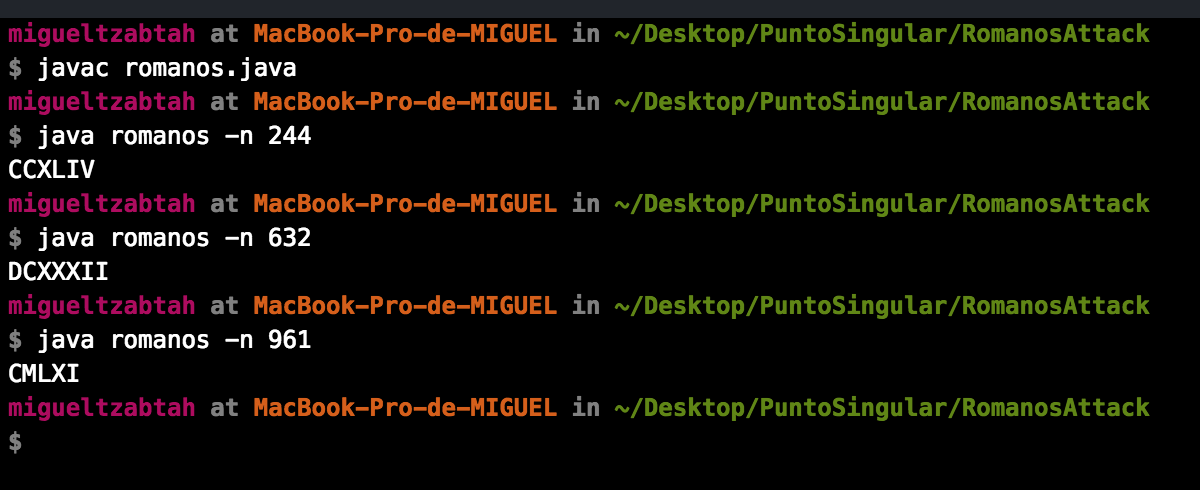 migueltzabtah at MacBook-Pro-de-MIGUEL in ~/Desktop/PuntoSingular/RomanosAttack
$ javac romanos.java
migueltzabtah at MacBook-Pro-de-MIGUEL in ~/Desktop/PuntoSingular/RomanosAttack
$ java romanos -n 244
CCXLIV
migueltzabtah at MacBook-Pro-de-MIGUEL in ~/Desktop/PuntoSingular/RomanosAttack
$ java romanos -n 632
DCXXXII
migueltzabtah at MacBook-Pro-de-MIGUEL in ~/Desktop/PuntoSingular/RomanosAttack
$ java romanos -n 961
CMLXI
migueltzabtah at MacBook-Pro-de-MIGUEL in ~/Desktop/PuntoSingular/RomanosAttack
$